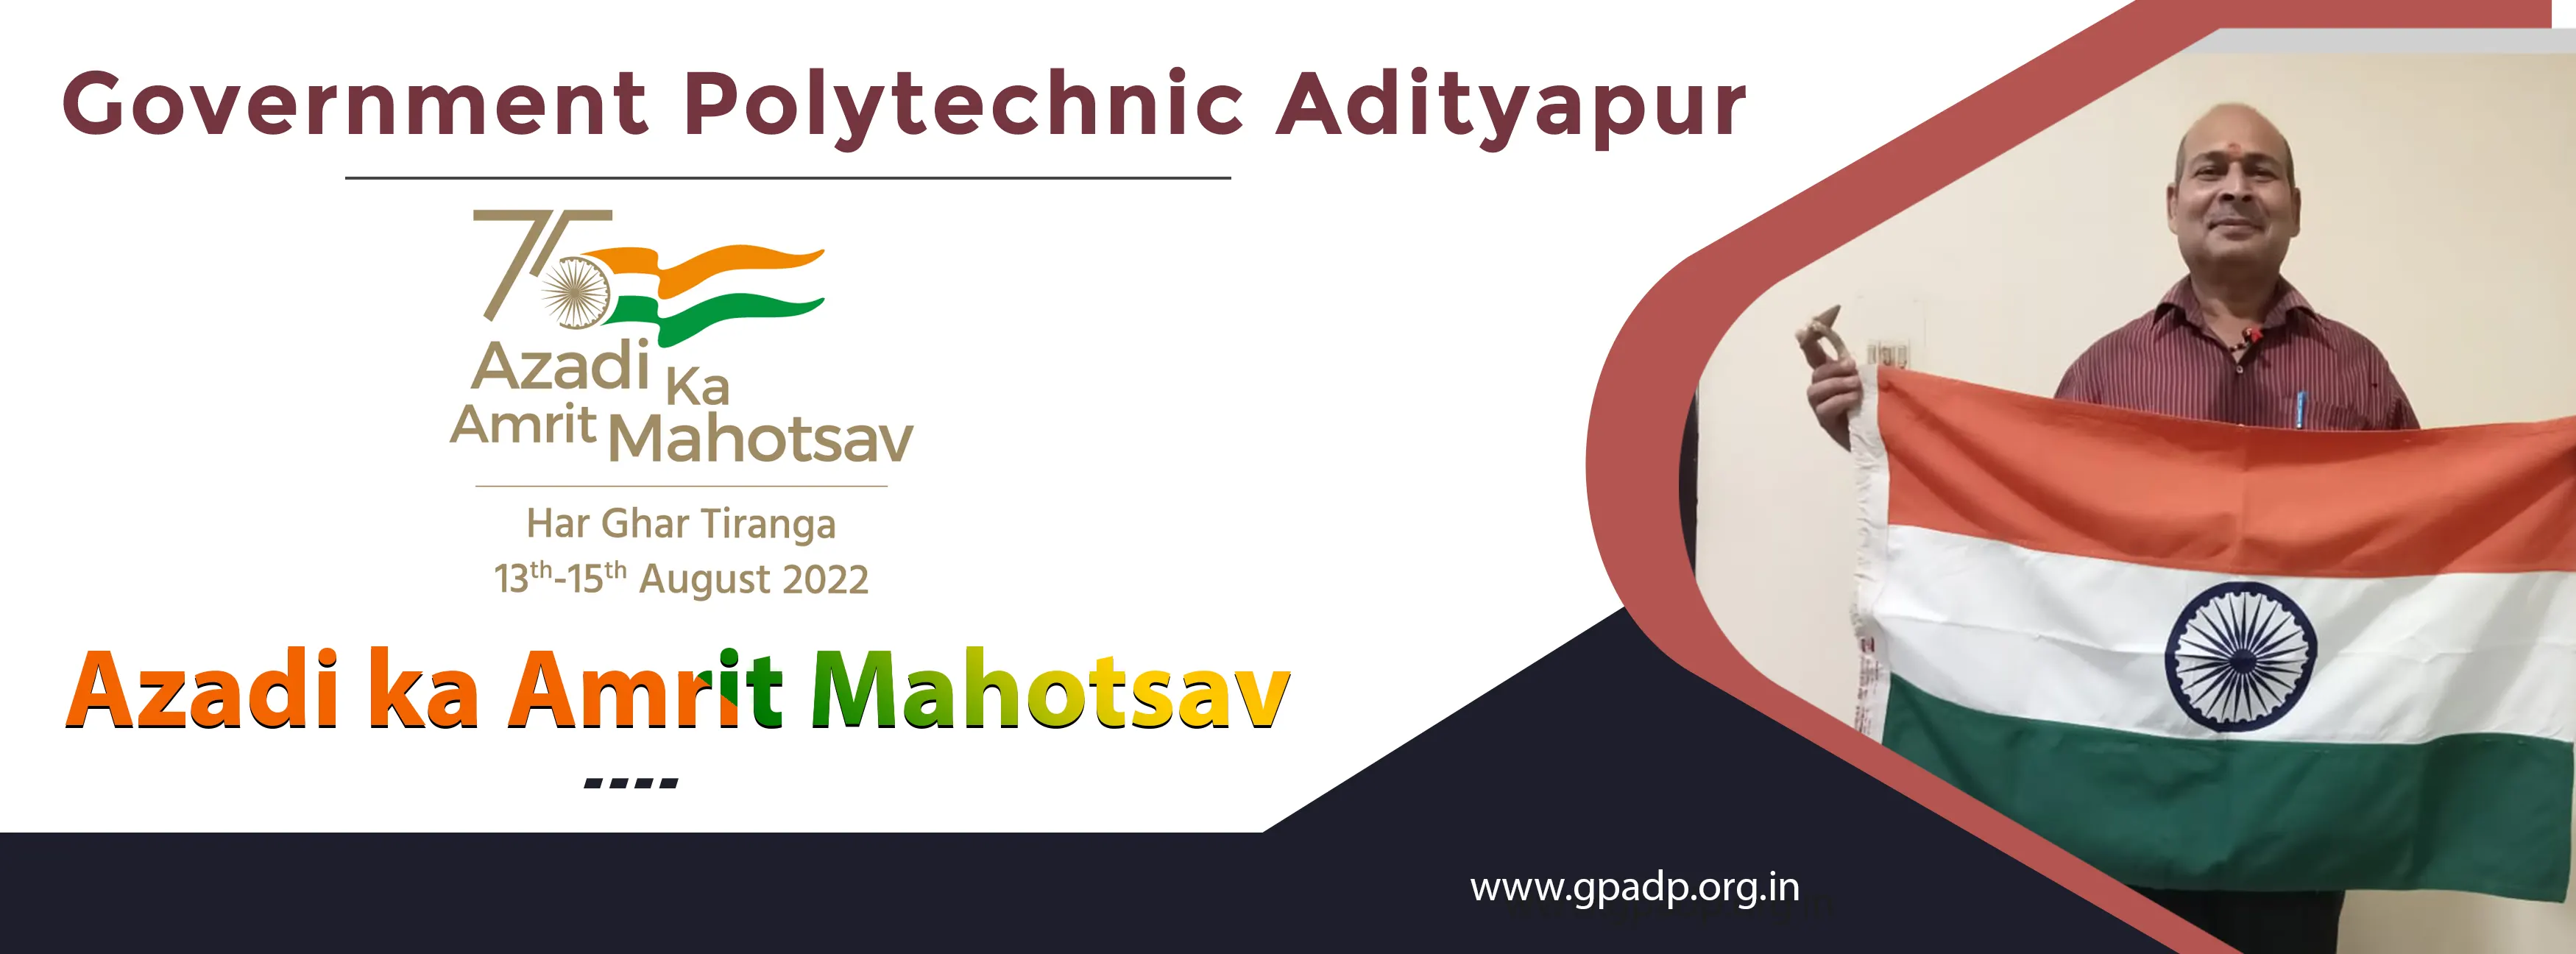 Government Polytechnic Adityapur
75
Azadi Ka
Amrit Mahotsav
Har Ghar Tiranga
13th-15th August 2022
Azadi ka Amrit Mahotsav
www.gpadp.org.in